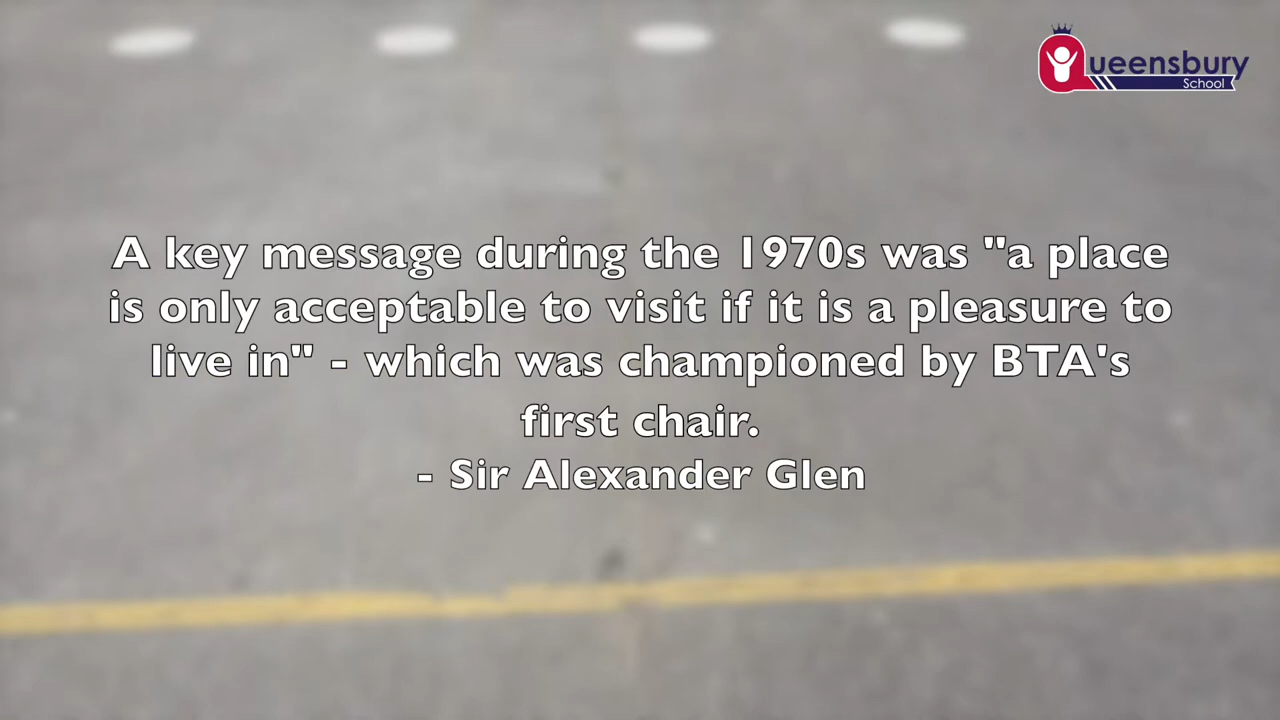 Queensbury
School
A key message during the 1970s was "a place
is only acceptable to visit if it is a pleasure to
live in" - which was championed by BTA's
first chair.
- Sir Alexander Glen